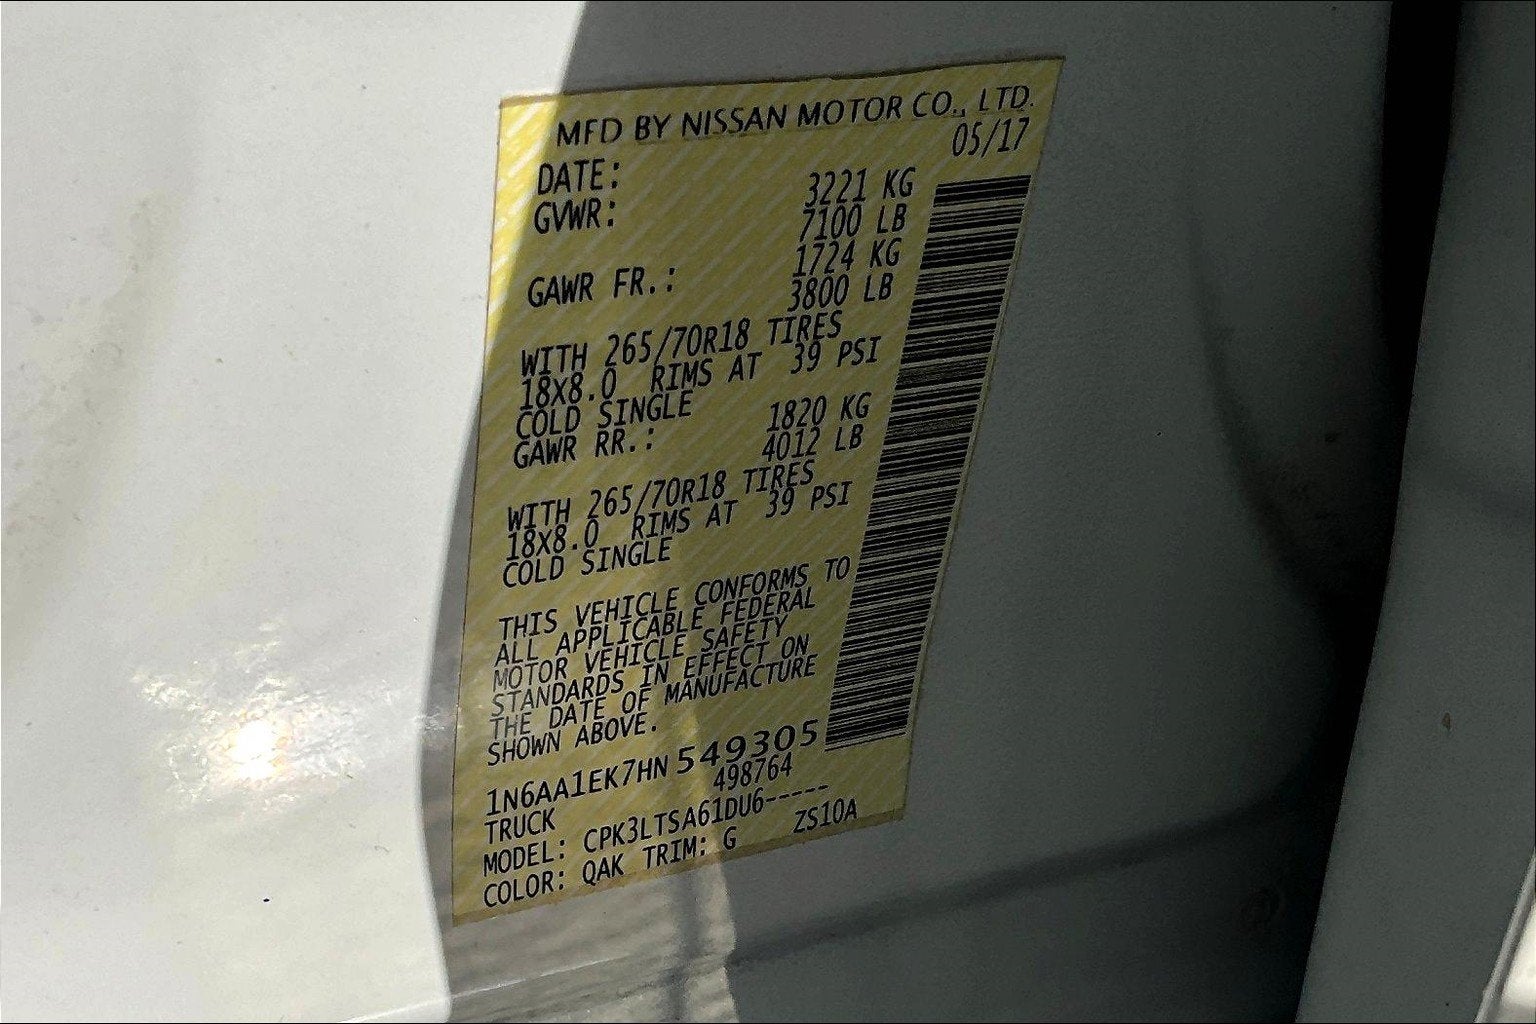 MFD BY NISSAN MOTOR CO., LTD.
DATE: 05/17
GVWR: 3221 KG
7100 LB
GAWR FR.: 1724 KG
3800 LB
WITH 265/70R18 TIRES
18X8.0 RIMS AT 39 PSI
COLD SINGLE
GAWR RR.: 1820 KG
4012 LB
WITH 265/70R18 TIRES
18X8.0 RIMS AT 39 PSI
COLD SINGLE
THIS VEHICLE CONFORMS TO
ALL APPLICABLE FEDERAL
MOTOR VEHICLE SAFETY
STANDARDS IN EFFECT ON
THE DATE OF MANUFACTURE
SHOWN ABOVE.
1N6AA1EK7HN549305
TRUCK 498764
MODEL: CPK3LTSA61DU6-----
COLOR: QAK TRIM: G ZS10A